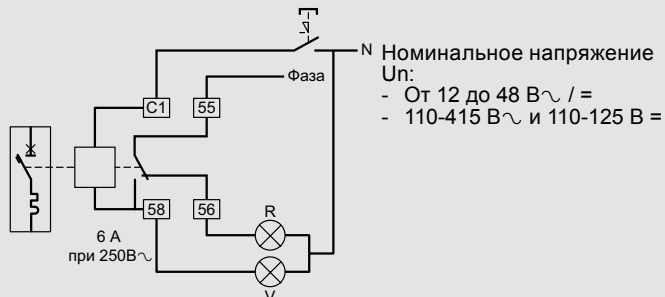 N
Номинальное напряжение
Un:
- От 12 до 48 В∿ / =
- 110-415 В∿ и 110-125 В =
Фаза
C1
55
58
56
R
6 A
при 250В∿
V